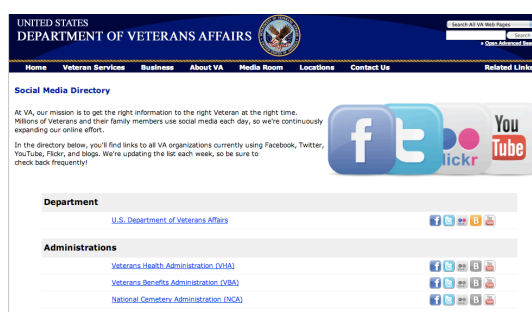 UNITED STATES
DEPARTMENT OF VETERANS AFFAIRS
Search All VA Web Pages
Search
» Open Advanced Sea
Home Veteran Services Business About VA Media Room Locations Contact Us Related Links
Social Media Directory
At VA, our mission is to get the right information to the right Veteran at the right time.
Millions of Veterans and their family members use social media each day, so we're continuously
expanding our online effort.
In the directory below, you'll find links to all VA organizations currently using Facebook, Twitter,
YouTube, Flickr, and blogs. We're updating the list each week, so be sure to
check back frequently!
f t lickr You Tube
Department
U.S. Department of Veterans Affairs
Administrations
Veterans Health Administration (VHA)
Veterans Benefits Administration (VBA)
National Cemetery Administration (NCA)